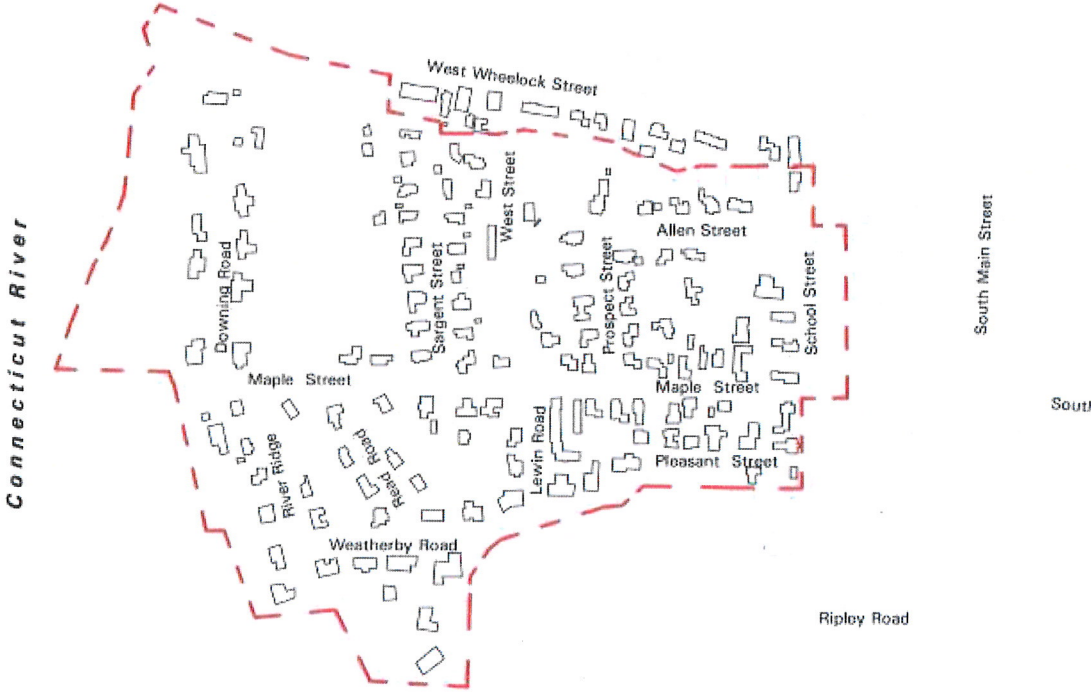 West Wheelock Street
West Street
Allen Street
South Main Street
Connecticut River
Downing Road
Sargent Street
Prospect Street
School Street
Maple Street
Maple Street
South
Lewin Road
Pleasant Street
River Ridge
Read Road
Weatherby Road
Ripley Road